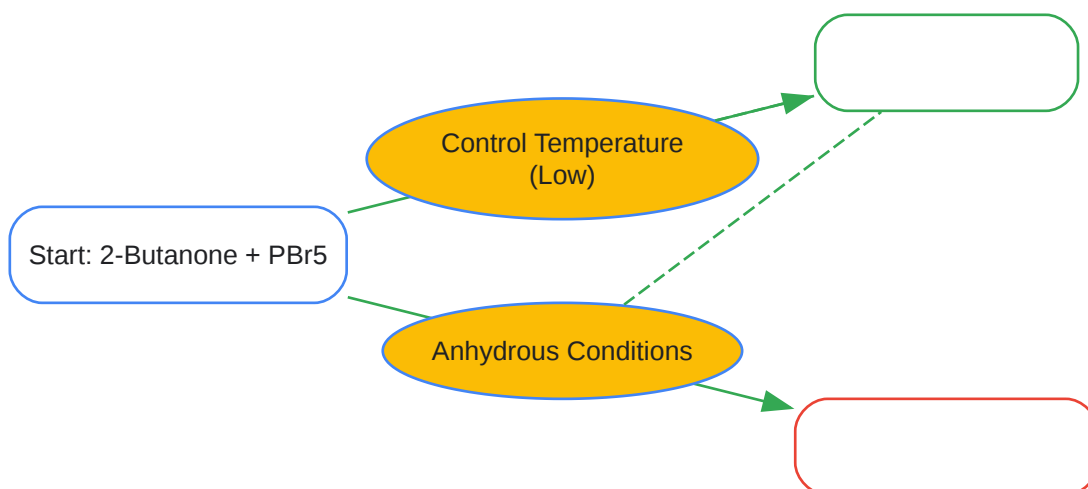 Control Temperature
(Low)
Start: 2-Butanone + PBr5
Anhydrous Conditions